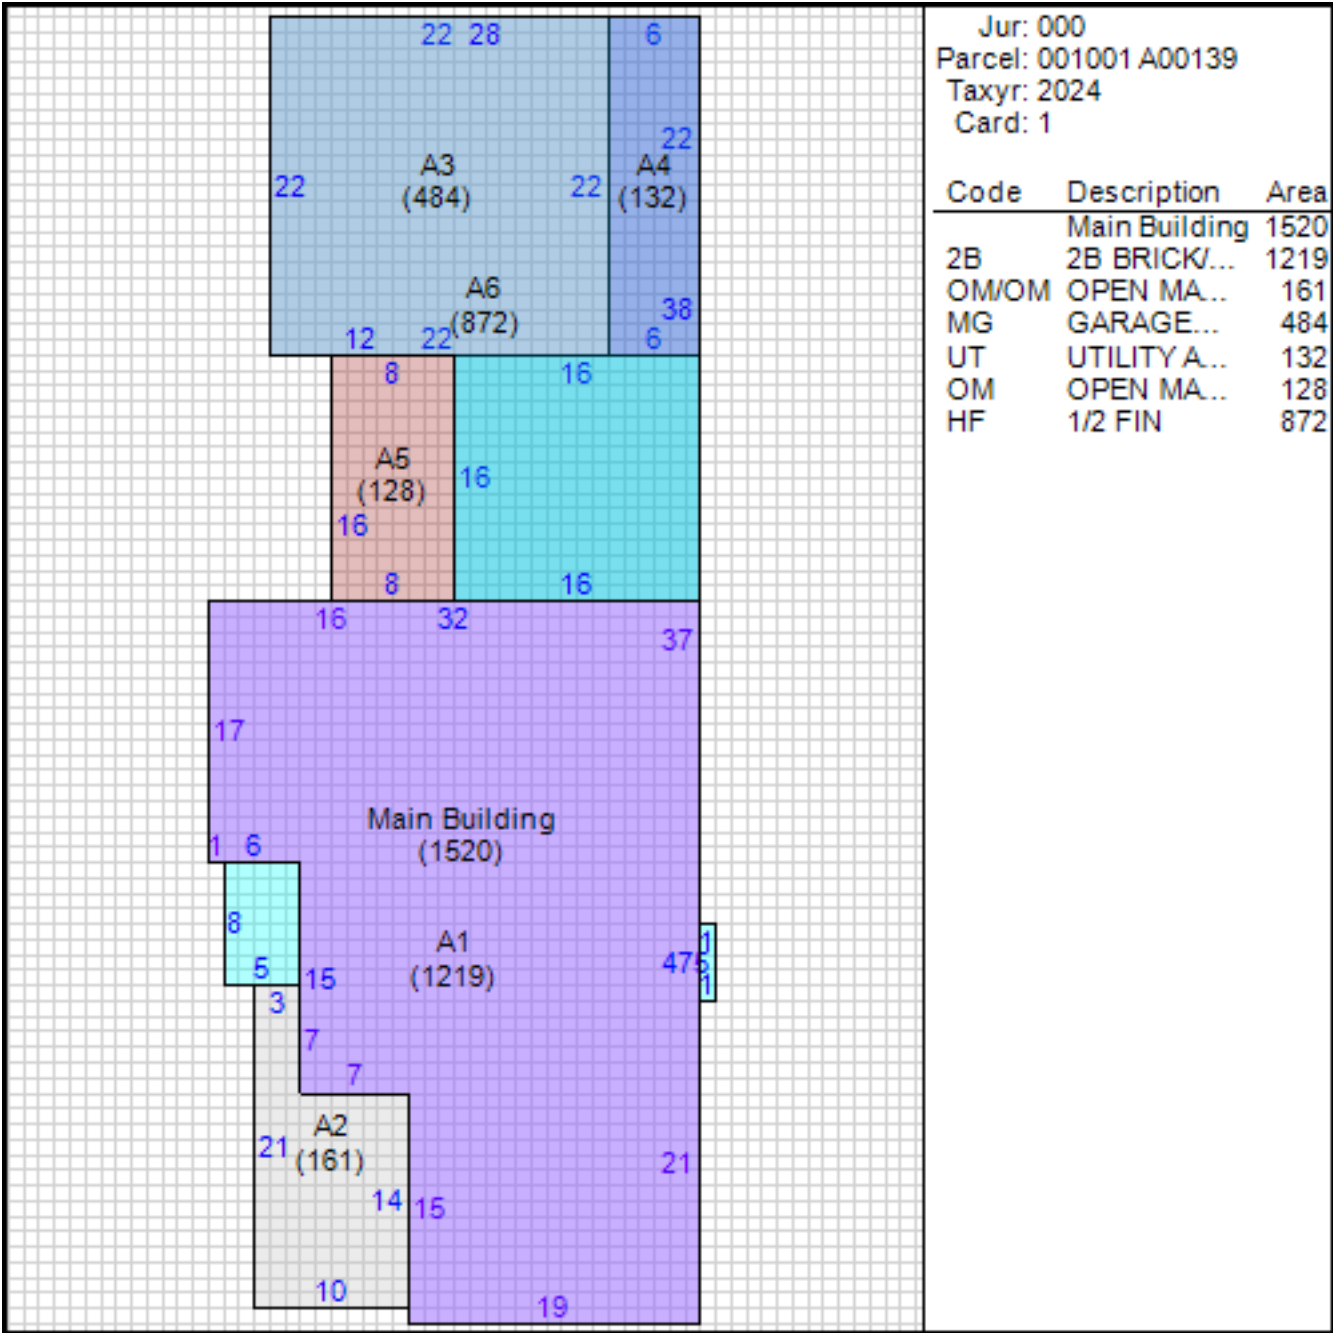 22 28 6
22
A3 A4
(484) (132)
22 22
A6
(872)
38
12 22 6
8 16
A5
(128)
16
16
8 16
16 32
37
17
Main Building
(1520)
1 6
8
A1
(1219)
1
475
1
5
15
3
7
7
A2
(161)
21
21
14 15
10
19
Jur: 000
Parcel: 001001 A00139
Taxyr: 2024
Card: 1
Code Description Area
Main Building 1520
2B 2B BRICK/... 1219
OM/OM OPEN MA... 161
MG GARAGE... 484
UT UTILITY A... 132
OM OPEN MA... 128
HF 1/2 FIN 872